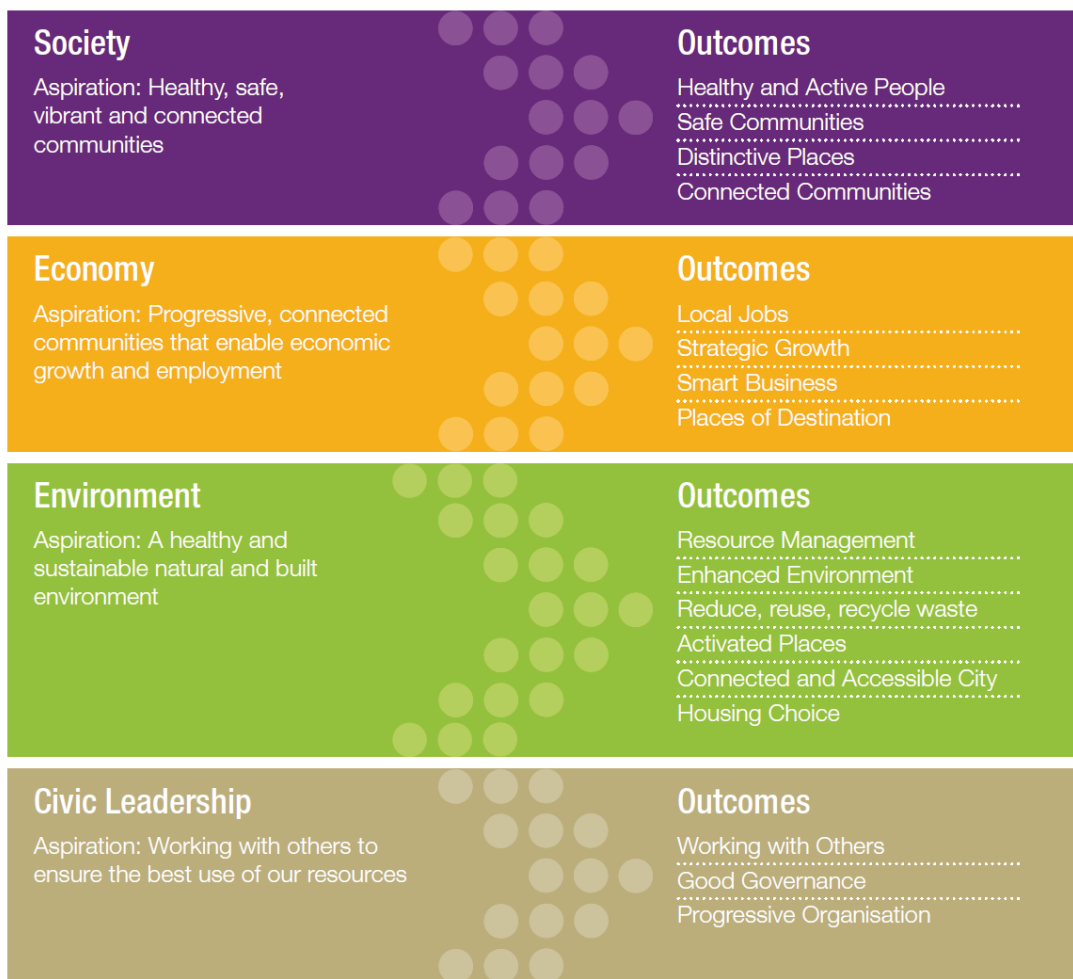 Society
Aspiration: Healthy, safe,
vibrant and connected
communities
Outcomes
Healthy and Active People
Safe Communities
Distinctive Places
Connected Communities
Economy
Aspiration: Progressive, connected
communities that enable economic
growth and employment
Outcomes
Local Jobs
Strategic Growth
Smart Business
Places of Destination
Environment
Aspiration: A healthy and
sustainable natural and built
environment
Outcomes
Resource Management
Enhanced Environment
Reduce, reuse, recycle waste
Activated Places
Connected and Accessible City
Housing Choice
Civic Leadership
Aspiration: Working with others to
ensure the best use of our resources
Outcomes
Working with Others
Good Governance
Progressive Organisation